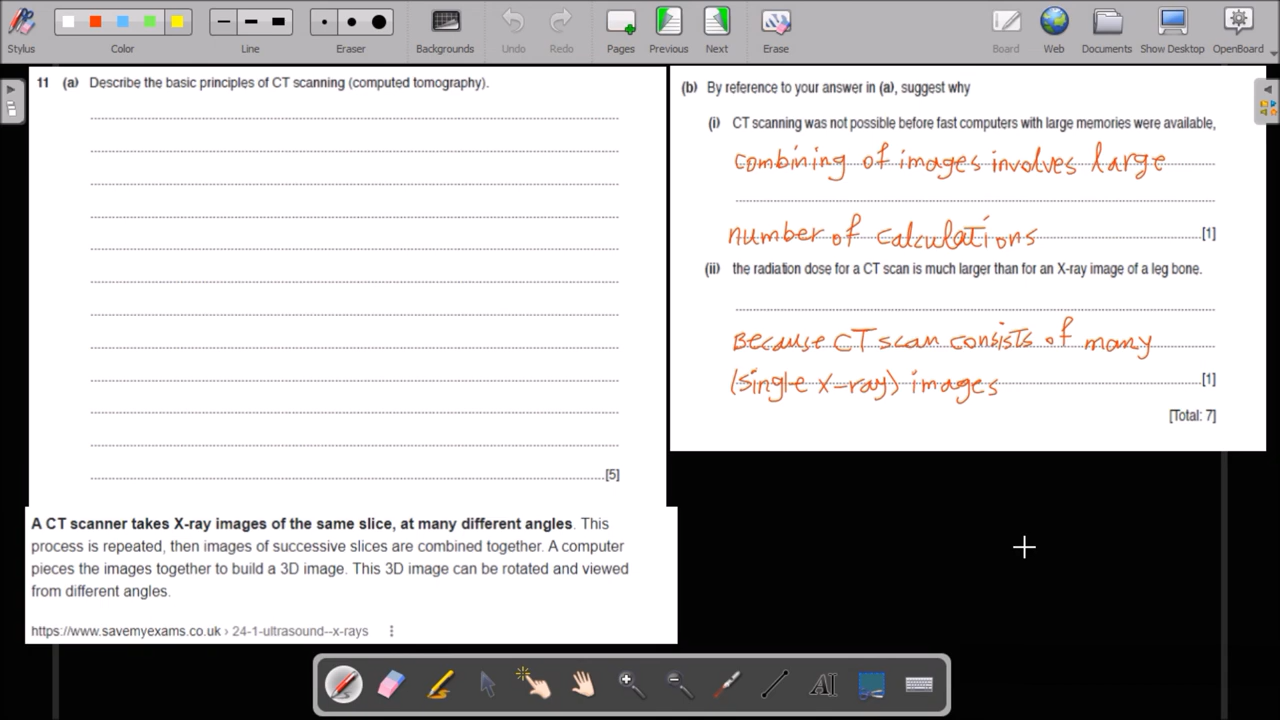 Stylus
Color
Line
Eraser
Backgrounds
Undo
Redo
Pages
Previous
Next
Erase
Board
Web
Documents
Show Desktop
OpenBoard
11 (a) Describe the basic principles of CT scanning (computed tomography).
[5]
A CT scanner takes X-ray images of the same slice, at many different angles. This
process is repeated, then images of successive slices are combined together. A computer
pieces the images together to build a 3D image. This 3D image can be rotated and viewed
from different angles.
https://www.savemyexams.co.uk › 24-1-ultrasound--x-rays
(b) By reference to your answer in (a), suggest why
(i) CT scanning was not possible before fast computers with large memories were available,
combining of images involves large
number of calculations [1]
(ii) the radiation dose for a CT scan is much larger than for an X-ray image of a leg bone.
Because CT scan consists of many
(single X-ray) images [1]
[Total: 7]
AI